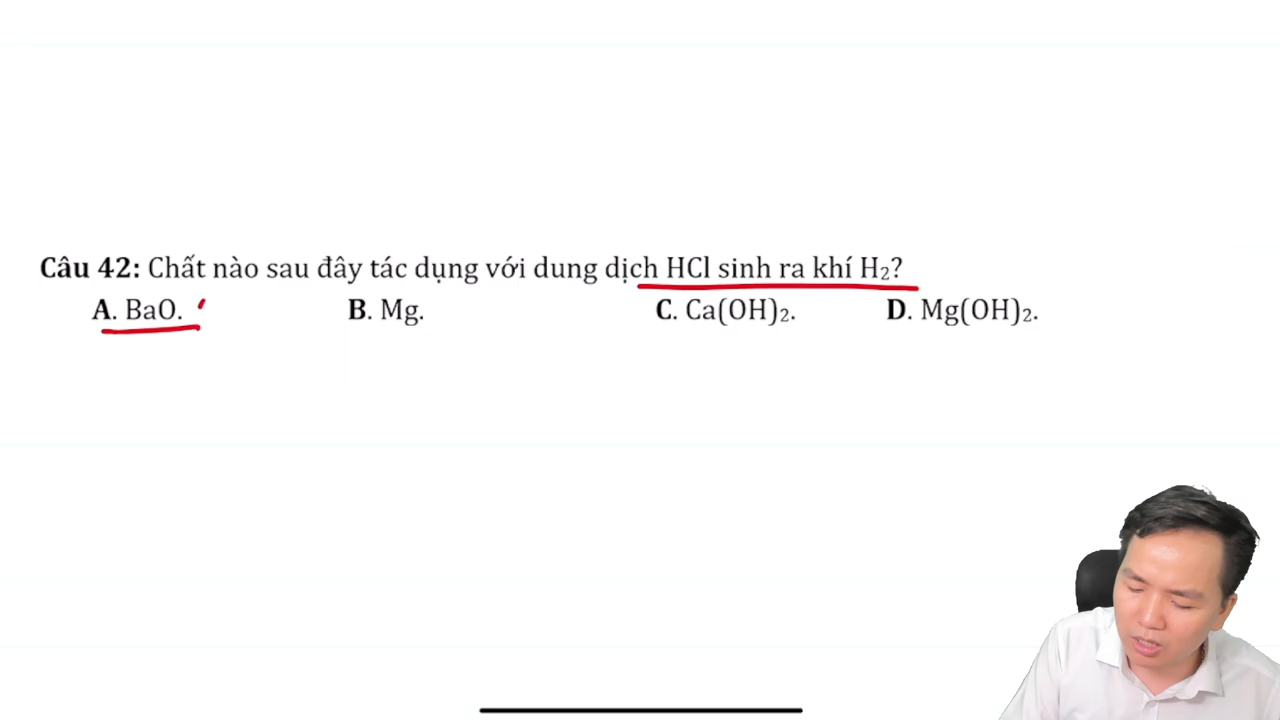 Câu 42: Chất nào sau đây tác dụng với dung dịch HCl sinh ra khí H₂?
A. BaO. B. Mg. C. Ca(OH)₂. D. Mg(OH)₂.